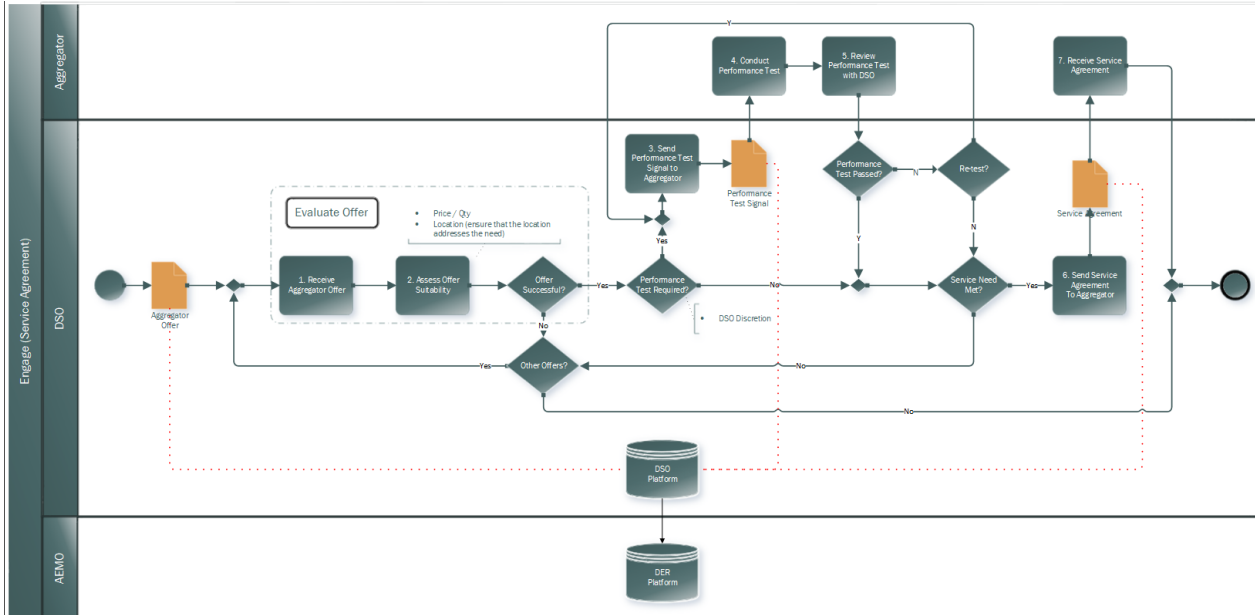 Engage (Service Agreement)
Aggregator
DSO
AEMO
Y
4. Conduct
Performance Test
5. Review
Performance Test
with DSO
7. Receive Service
Agreement
3. Send
Performance Test
Signal to
Aggregator
Performance
Test Signal
Performance
Test Passed?
N
Re-test?
Service Agreement
Evaluate Offer
• Price / Qty
• Location (ensure that the location
addresses the need)
Yes
Y
N
Aggregator
Offer
1. Receive
Aggregator Offer
2. Assess Offer
Suitability
Offer
Successful?
Yes
Performance
Test Required?
No
Service Need
Met?
Yes
6. Send Service
Agreement
To Aggregator
• DSO Discretion
No
Yes
Other Offers?
No
No
DSO
Platform
DER
Platform